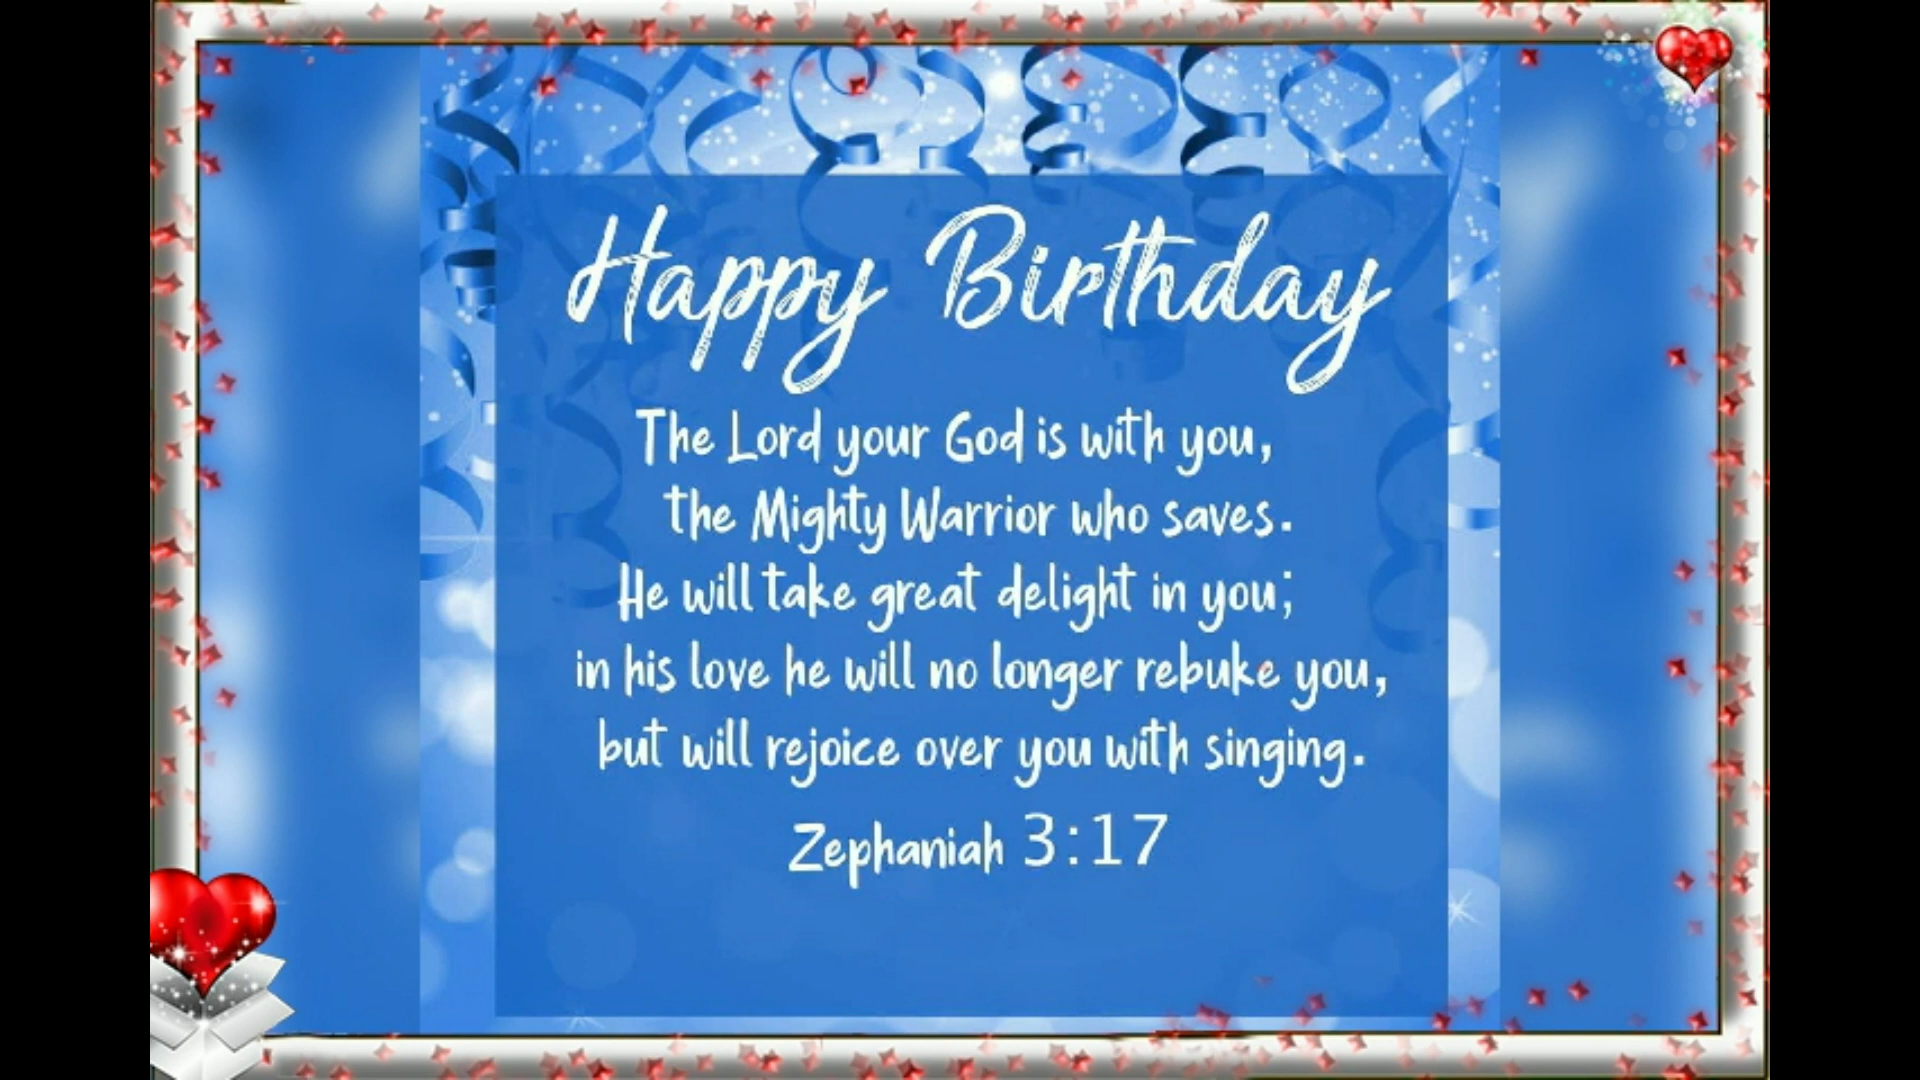 Happy Birthday
The Lord your God is with you,
the Mighty Warrior who saves.
He will take great delight in you;
in his love he will no longer rebuke you,
but will rejoice over you with singing.
Zephaniah 3:17